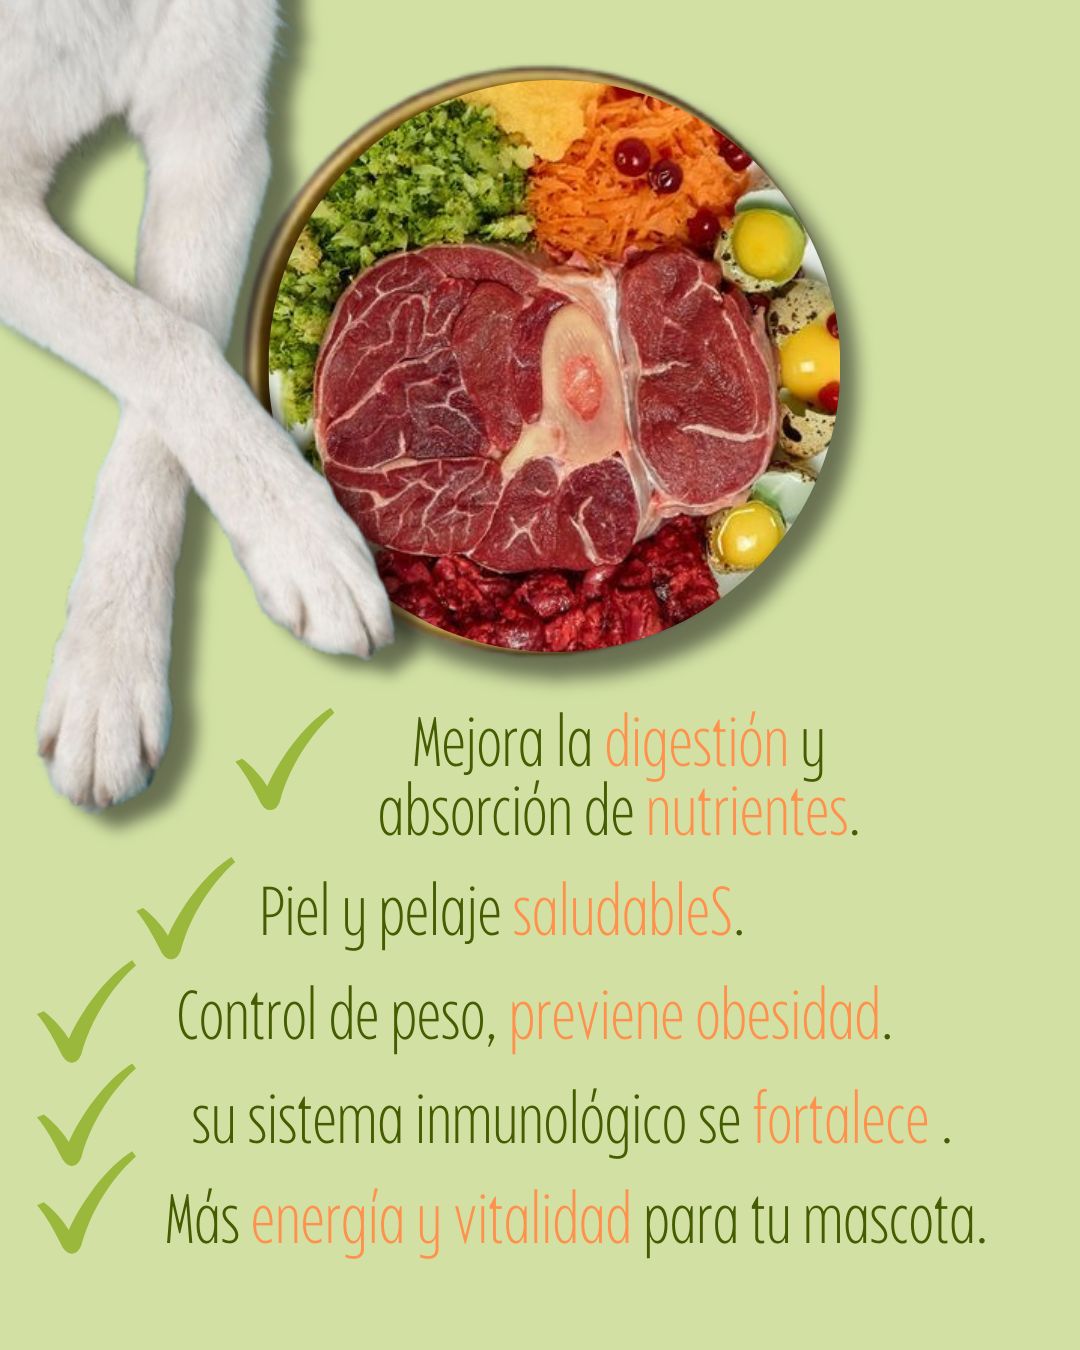 Mejora la digestión y
absorción de nutrientes.
Piel y pelaje saludableS.
Control de peso, previene obesidad.
su sistema inmunológico se fortalece .
Más energía y vitalidad para tu mascota.